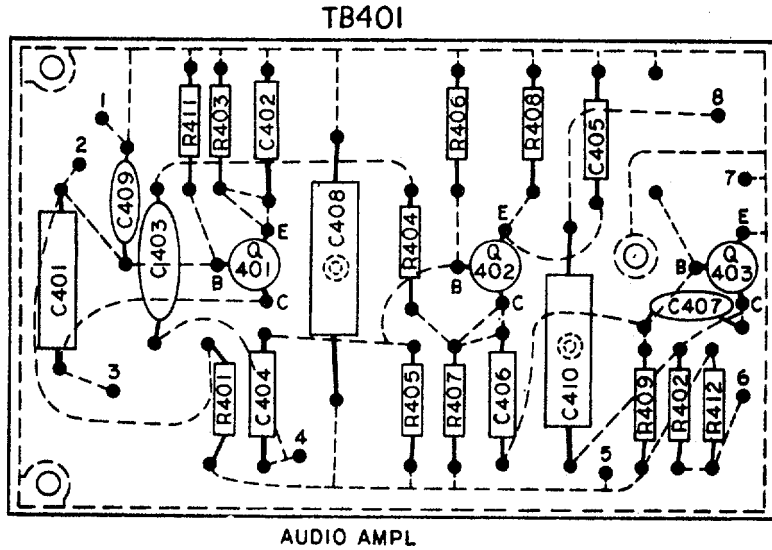 TB401
1
2
3
4
5
6
7
8
R411
R403
C402
R406
R408
C405
C409
C403
C408
R404
C401
E
Q
401
B
C
E
Q
402
B
C
E
Q
403
B
C
C407
R401
C404
R405
R407
C406
C410
R409
R402
R412
AUDIO AMPL